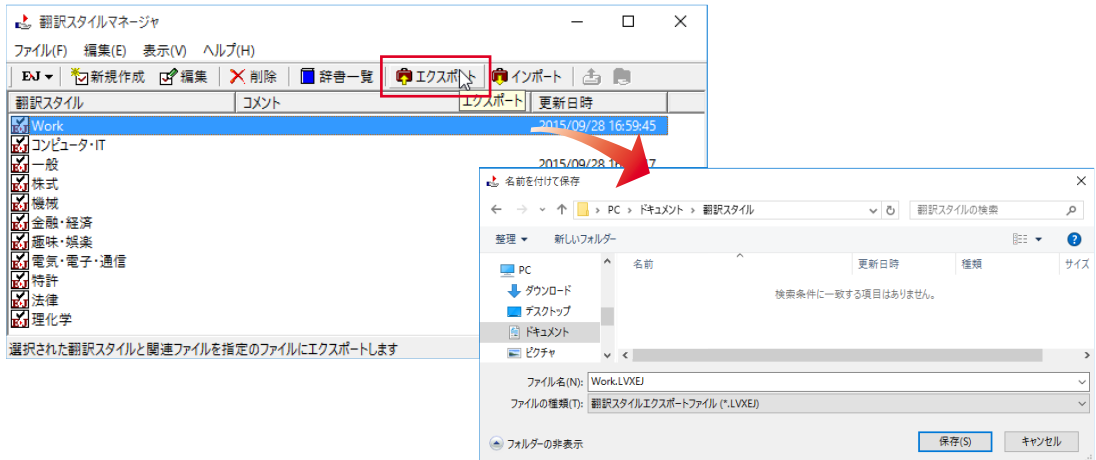 翻訳スタイルマネージャ
ファイル(F) 編集(E) 表示(V) ヘルプ(H)
EJ 新規作成 編集 削除 辞書一覧 エクスポート インポート
翻訳スタイル コメント エクスポート 更新日時
Work 2015/09/28 16:59:45
コンピュータ・IT
一般 2015/09/28
株式
機械
金融・経済
趣味・娯楽
電気・電子・通信
特許
法律
理化学
選択された翻訳スタイルと関連ファイルを指定のファイルにエクスポートします
名前を付けて保存
PC › ドキュメント › 翻訳スタイル 翻訳スタイルの検索
整理 新しいフォルダー
名前 更新日時 種類 サイズ
検索条件に一致する項目はありません。
PC
ダウンロード
デスクトップ
ドキュメント
ピクチャ
ファイル名(N): Work.LVXEJ
ファイルの種類(T): 翻訳スタイルエクスポートファイル (*.LVXEJ)
フォルダーの非表示 保存(S) キャンセル